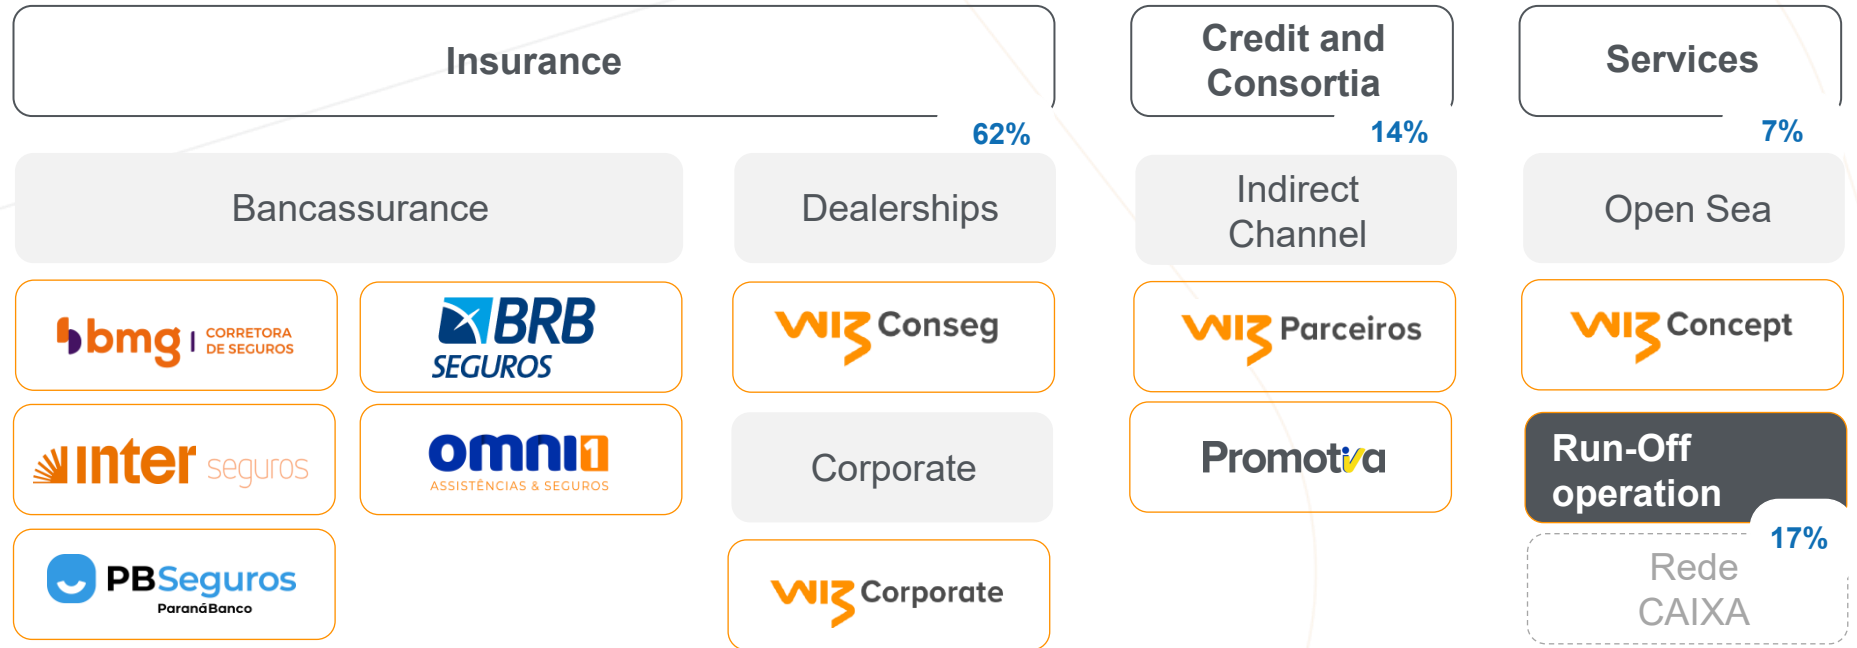 Insurance
62%
Credit and
Consortia
14%
Services
7%
Bancassurance
Dealerships
Indirect
Channel
Open Sea
bmg
CORRETORA
DE SEGUROS
BRB
SEGUROS
wiz Conseg
wiz Parceiros
wiz Concept
inter seguros
omni1
ASSISTÊNCIAS & SEGUROS
Corporate
Promotiva
Run-Off
operation
17%
PBSeguros
ParanáBanco
wiz Corporate
Rede
CAIXA